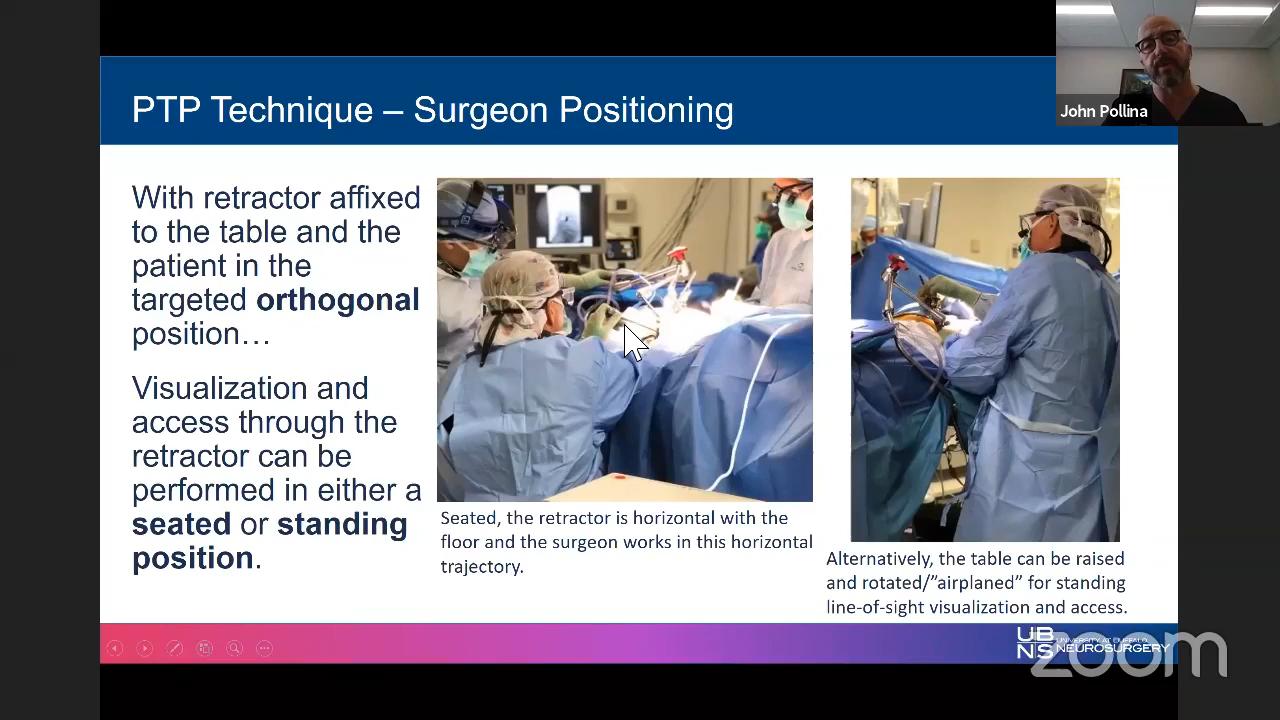 John Pollina
PTP Technique – Surgeon Positioning
With retractor affixed
to the table and the
patient in the
targeted orthogonal
position…
Visualization and
access through the
retractor can be
performed in either a
seated or standing
position.
Seated, the retractor is horizontal with the
floor and the surgeon works in this horizontal
trajectory.
Alternatively, the table can be raised
and rotated/”airplaned” for standing
line-of-sight visualization and access.
UB
NS
UNIVERSITY AT BUFFALO
NEUROSURGERY
zoom